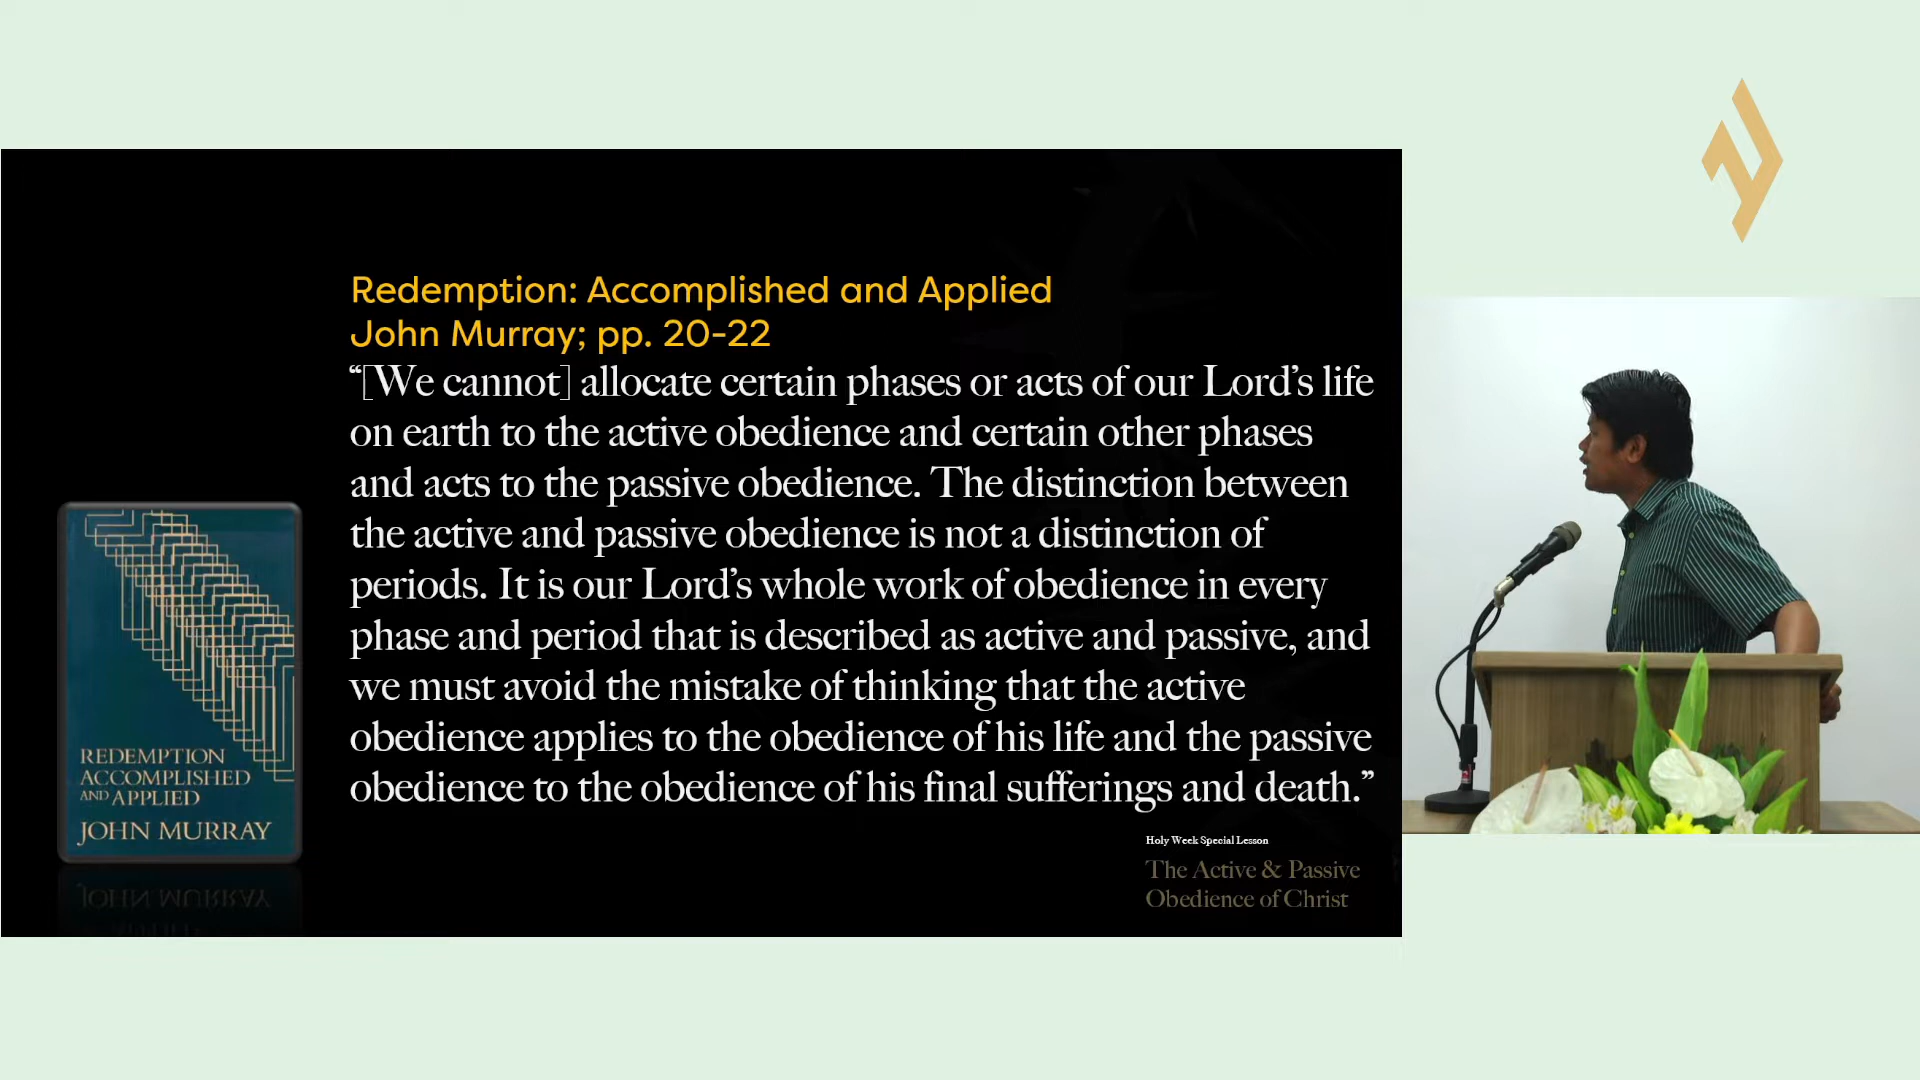 Redemption: Accomplished and Applied
John Murray; pp. 20-22
“[We cannot] allocate certain phases or acts of our Lord’s life
on earth to the active obedience and certain other phases
and acts to the passive obedience. The distinction between
the active and passive obedience is not a distinction of
periods. It is our Lord’s whole work of obedience in every
phase and period that is described as active and passive, and
we must avoid the mistake of thinking that the active
obedience applies to the obedience of his life and the passive
obedience to the obedience of his final sufferings and death.”
REDEMPTION
ACCOMPLISHED
AND APPLIED
JOHN MURRAY
Holy Week Special Lesson
The Active & Passive
Obedience of Christ